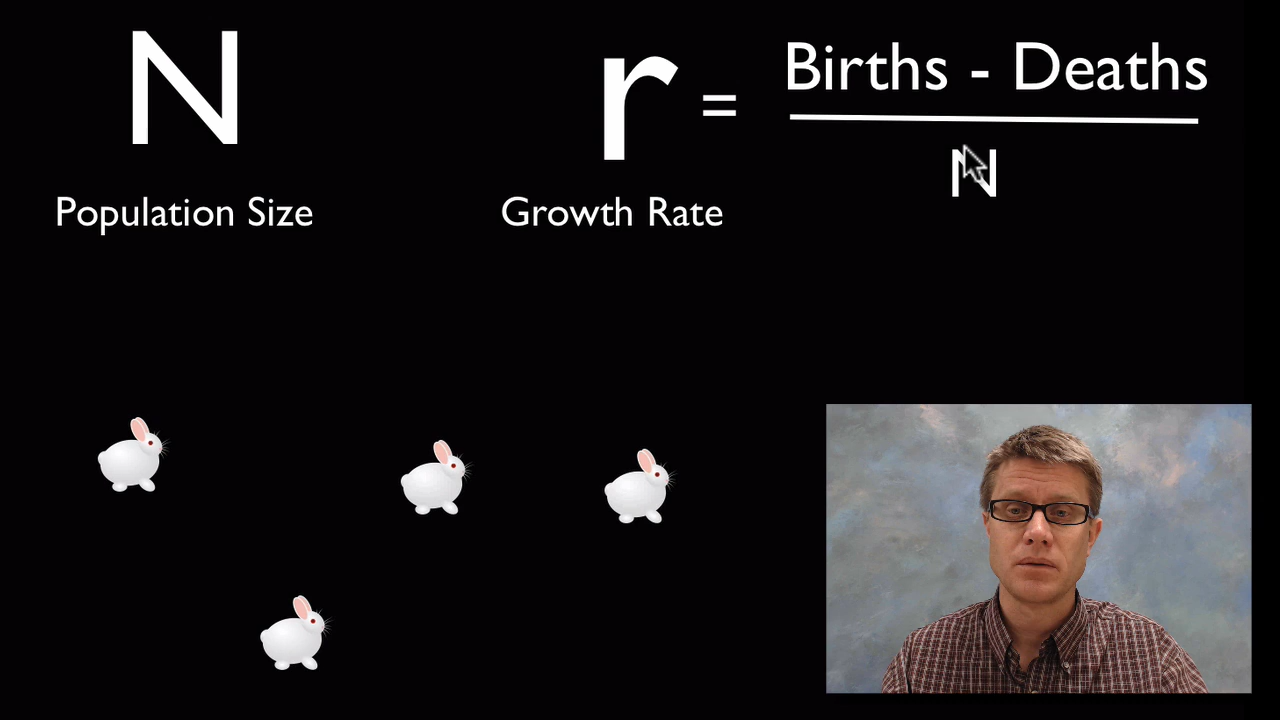 N
r = Births - Deaths
N
Population Size
Growth Rate